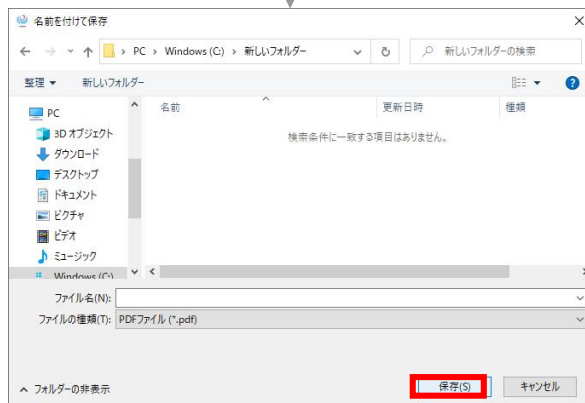 名前を付けて保存
PC › Windows (C:) › 新しいフォルダー
新しいフォルダーの検索
整理 新しいフォルダー
名前 更新日時 種類
検索条件に一致する項目はありません。
PC
3D オブジェクト
ダウンロード
デスクトップ
ドキュメント
ピクチャ
ビデオ
ミュージック
Windows (C:)
ファイル名(N):
ファイルの種類(T): PDFファイル (*.pdf)
フォルダーの非表示
保存(S) キャンセル